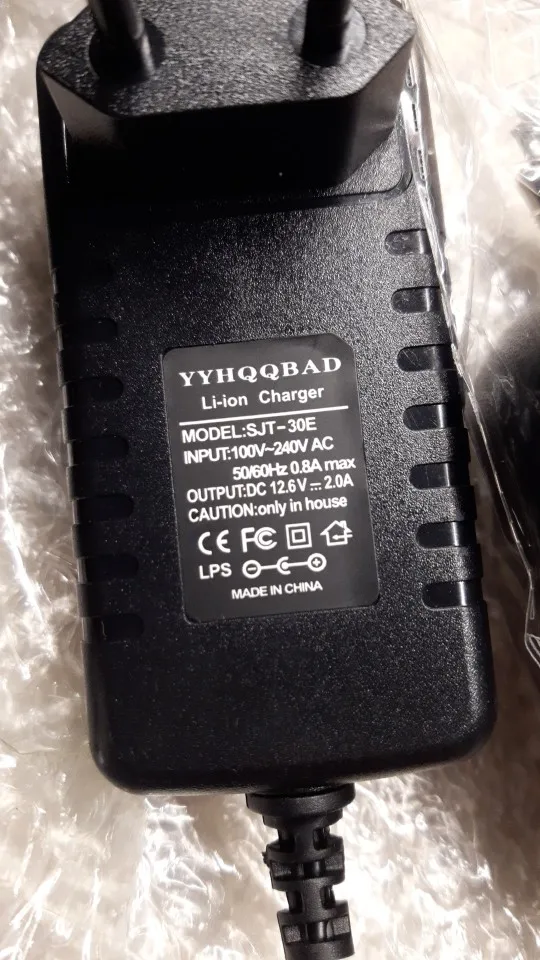 YYHQQBAD
Li-ion Charger
MODEL:SJT-30E
INPUT:100V~240V AC
50/60Hz 0.8A max
OUTPUT:DC 12.6V⎓2.0A
CAUTION:only in house
CE FC
LPS
MADE IN CHINA